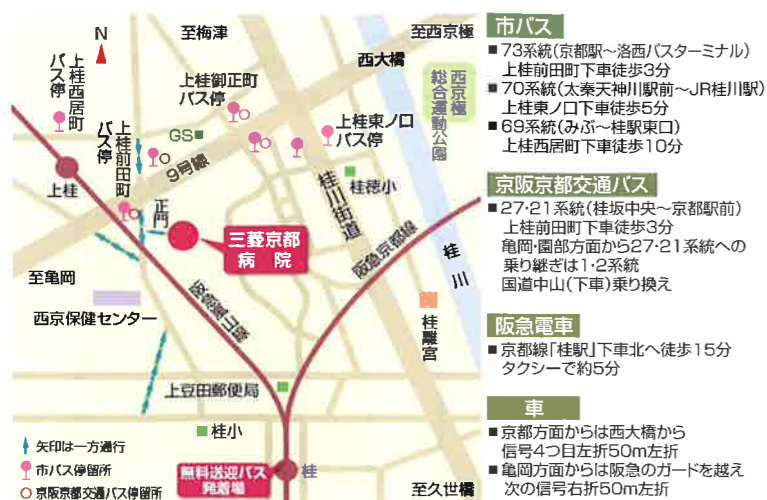 至梅津
至西京極
N
西大橋
上桂西居町
バス停
上桂御正町
バス停
西京極
総合運動公園
上桂前田町
バス停
GS
上桂東ノ口
バス停
9号線
桂徳小
上桂
正門
桂川街道
三菱京都
病院
阪急京都線
桂川
至亀岡
阪急嵐山線
西京保健センター
桂離宮
上豆田郵便局
桂小
矢印は一方通行
市バス停留所
京阪京都交通バス停留所
無料送迎バス
発着場
桂
至久世橋
市バス
■73系統(京都駅〜洛西バスターミナル)
上桂前田町下車徒歩3分
■70系統(太秦天神川駅前〜JR桂川駅)
上桂東ノ口下車徒歩5分
■69系統(みぶ〜桂駅東口)
上桂西居町下車徒歩10分
京阪京都交通バス
■27・21系統(桂坂中央〜京都駅前)
上桂前田町下車徒歩3分
亀岡・園部方面から27・21系統への
乗り継ぎは1・2系統
国道中山(下車)乗り換え
阪急電車
■京都線「桂駅」下車北へ徒歩15分
タクシーで約5分
車
■京都方面からは西大橋から
信号4つ目左折50m左折
■亀岡方面からは阪急のガードを越え
次の信号右折50m左折